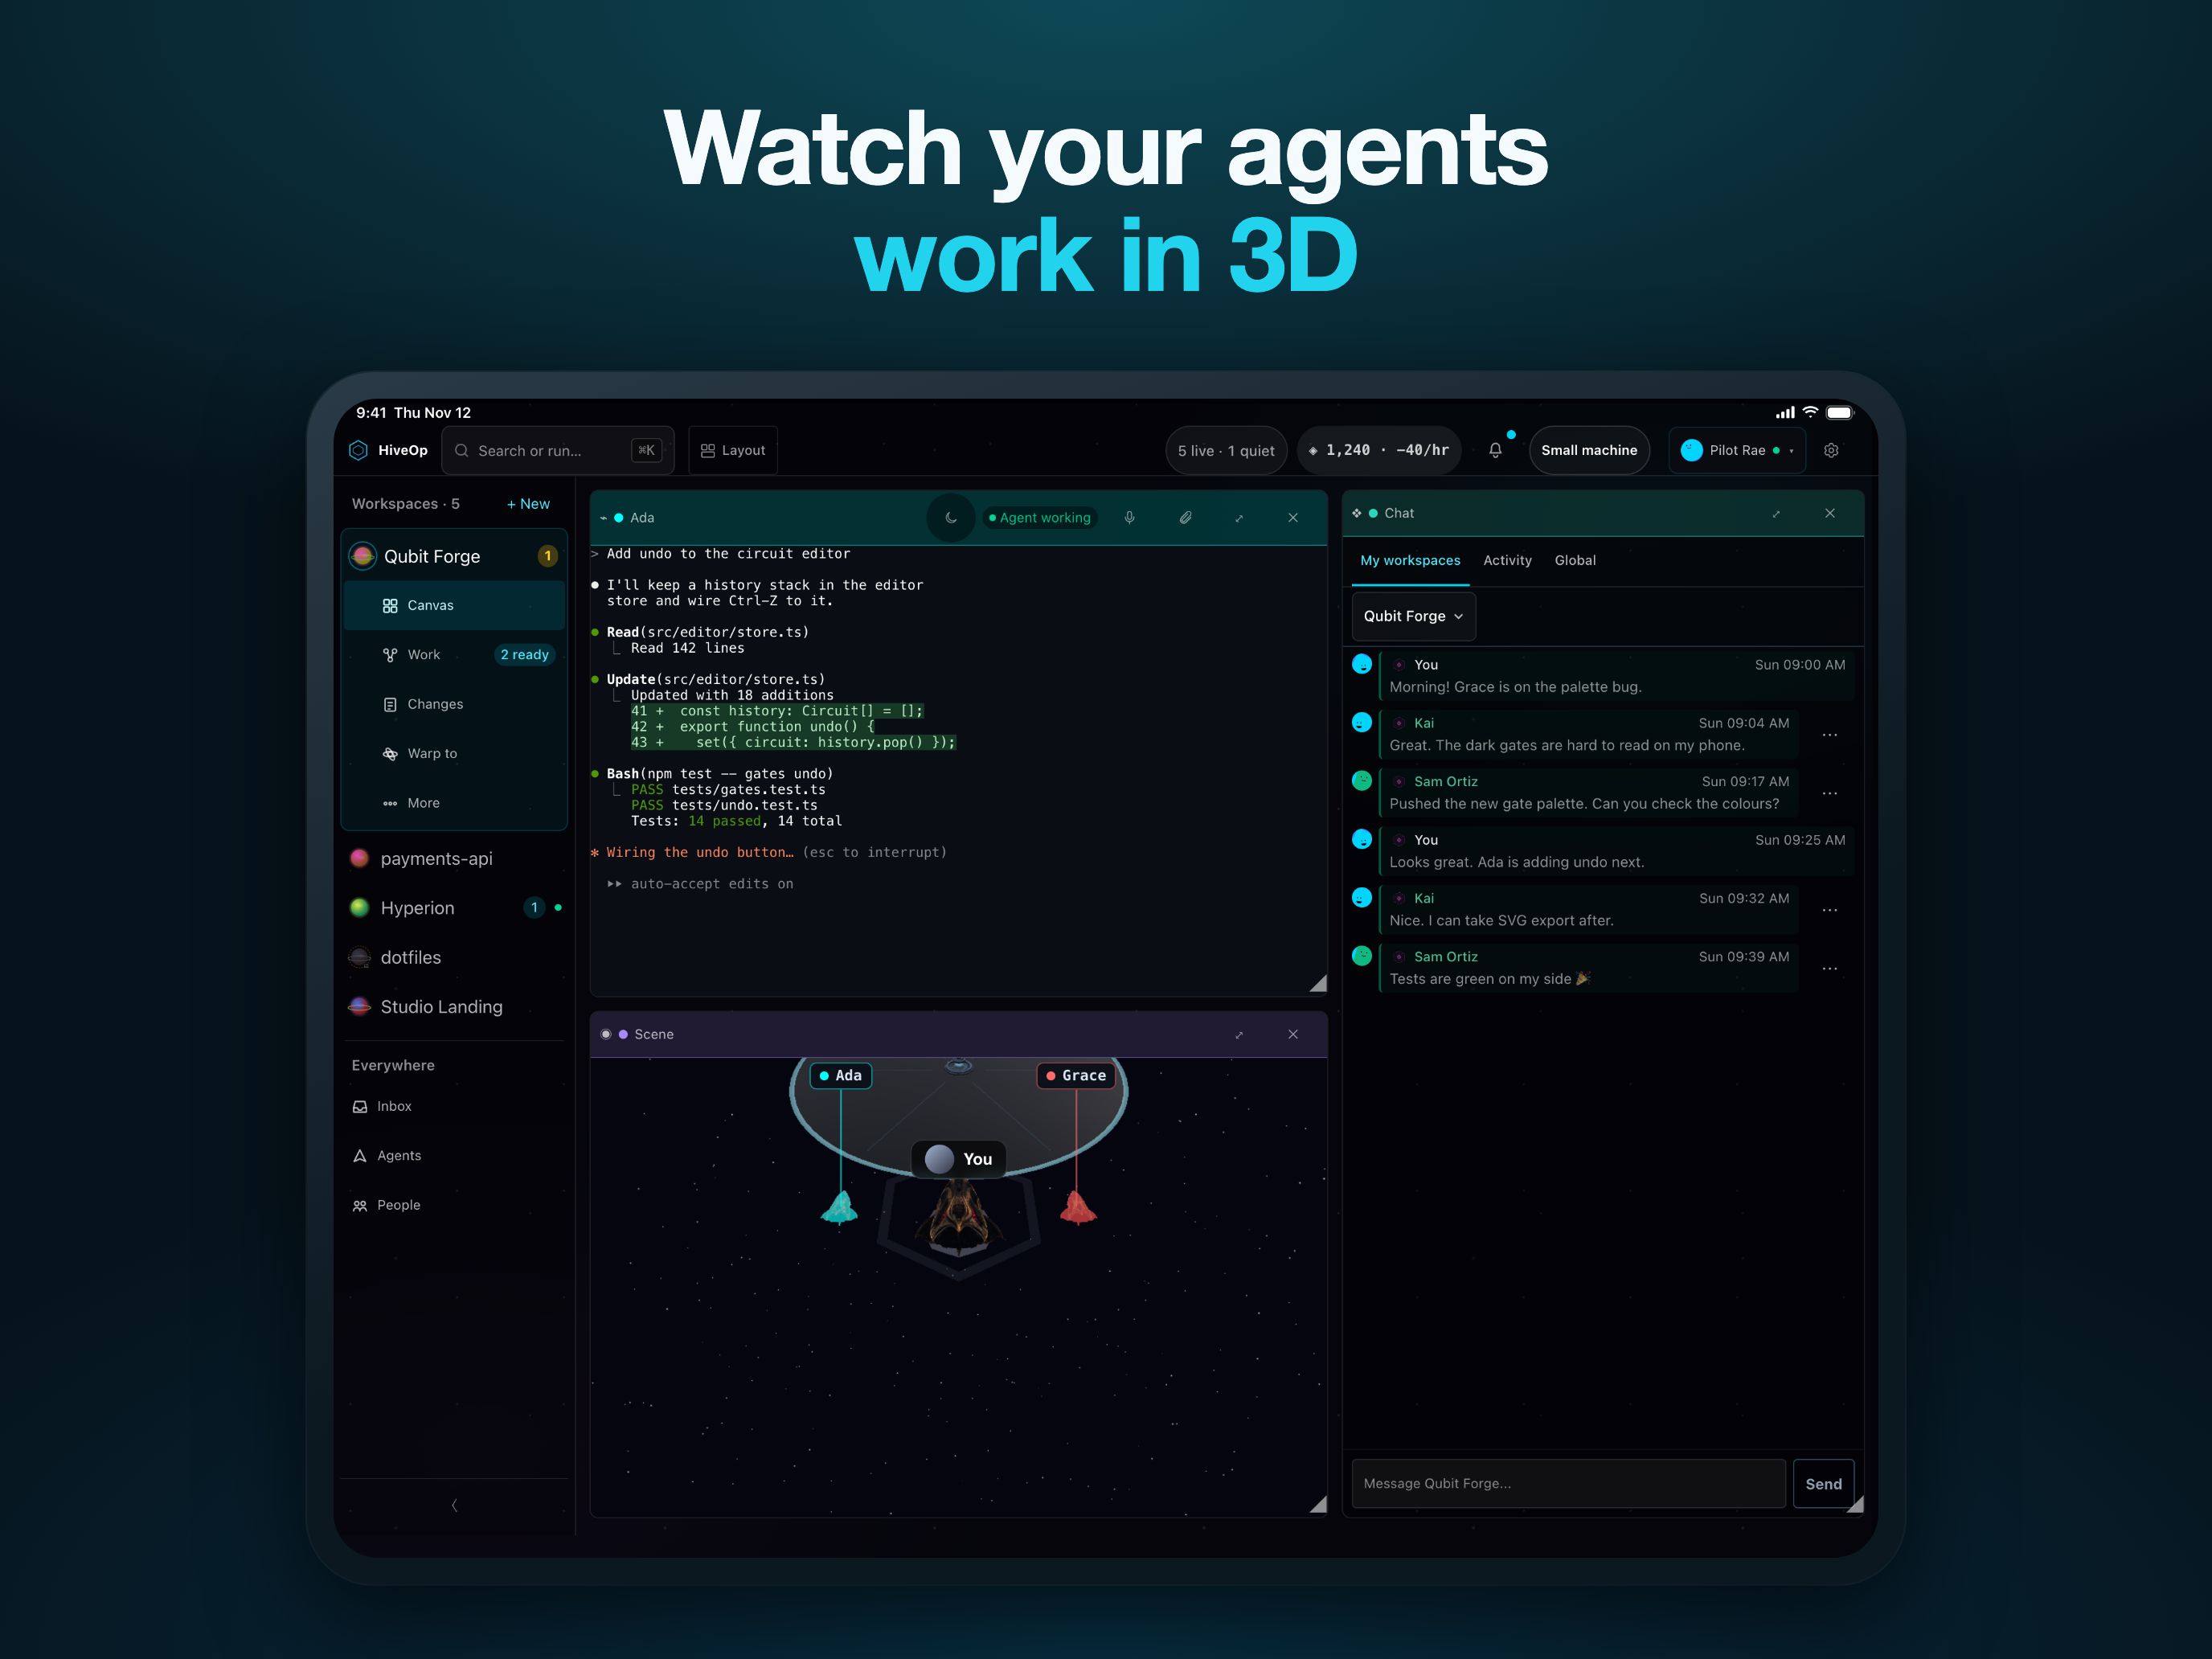 Watch your agents
work in 3D
9:41 Thu Nov 12
HiveOp
Search or run...
⌘K
Layout
5 live · 1 quiet
◈ 1,240 · −40/hr
Small machine
Pilot Rae
Workspaces · 5
+ New
Qubit Forge
1
Canvas
Work
2 ready
Changes
Warp to
More
payments-api
Hyperion
1
dotfiles
Studio Landing
Everywhere
Inbox
Agents
People
Ada
Agent working
> Add undo to the circuit editor
● I'll keep a history stack in the editor
store and wire Ctrl-Z to it.
● Read(src/editor/store.ts)
⎿ Read 142 lines
● Update(src/editor/store.ts)
⎿ Updated with 18 additions
41 + const history: Circuit[] = [];
42 + export function undo() {
43 + set({ circuit: history.pop() });
● Bash(npm test -- gates undo)
⎿ PASS tests/gates.test.ts
PASS tests/undo.test.ts
Tests: 14 passed, 14 total
✻ Wiring the undo button… (esc to interrupt)
⏵⏵ auto-accept edits on
Scene
Ada
Grace
You
Chat
My workspaces
Activity
Global
Qubit Forge
You
Sun 09:00 AM
Morning! Grace is on the palette bug.
Kai
Sun 09:04 AM
Great. The dark gates are hard to read on my phone.
Sam Ortiz
Sun 09:17 AM
Pushed the new gate palette. Can you check the colours?
You
Sun 09:25 AM
Looks great. Ada is adding undo next.
Kai
Sun 09:32 AM
Nice. I can take SVG export after.
Sam Ortiz
Sun 09:39 AM
Tests are green on my side 🎉
Message Qubit Forge...
Send